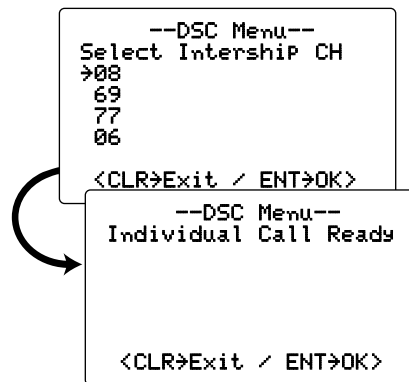 --DSC Menu--
Select Intership CH
→08
69
77
06
<CLR→Exit / ENT→OK>
--DSC Menu--
Individual Call Ready
<CLR→Exit / ENT→OK>